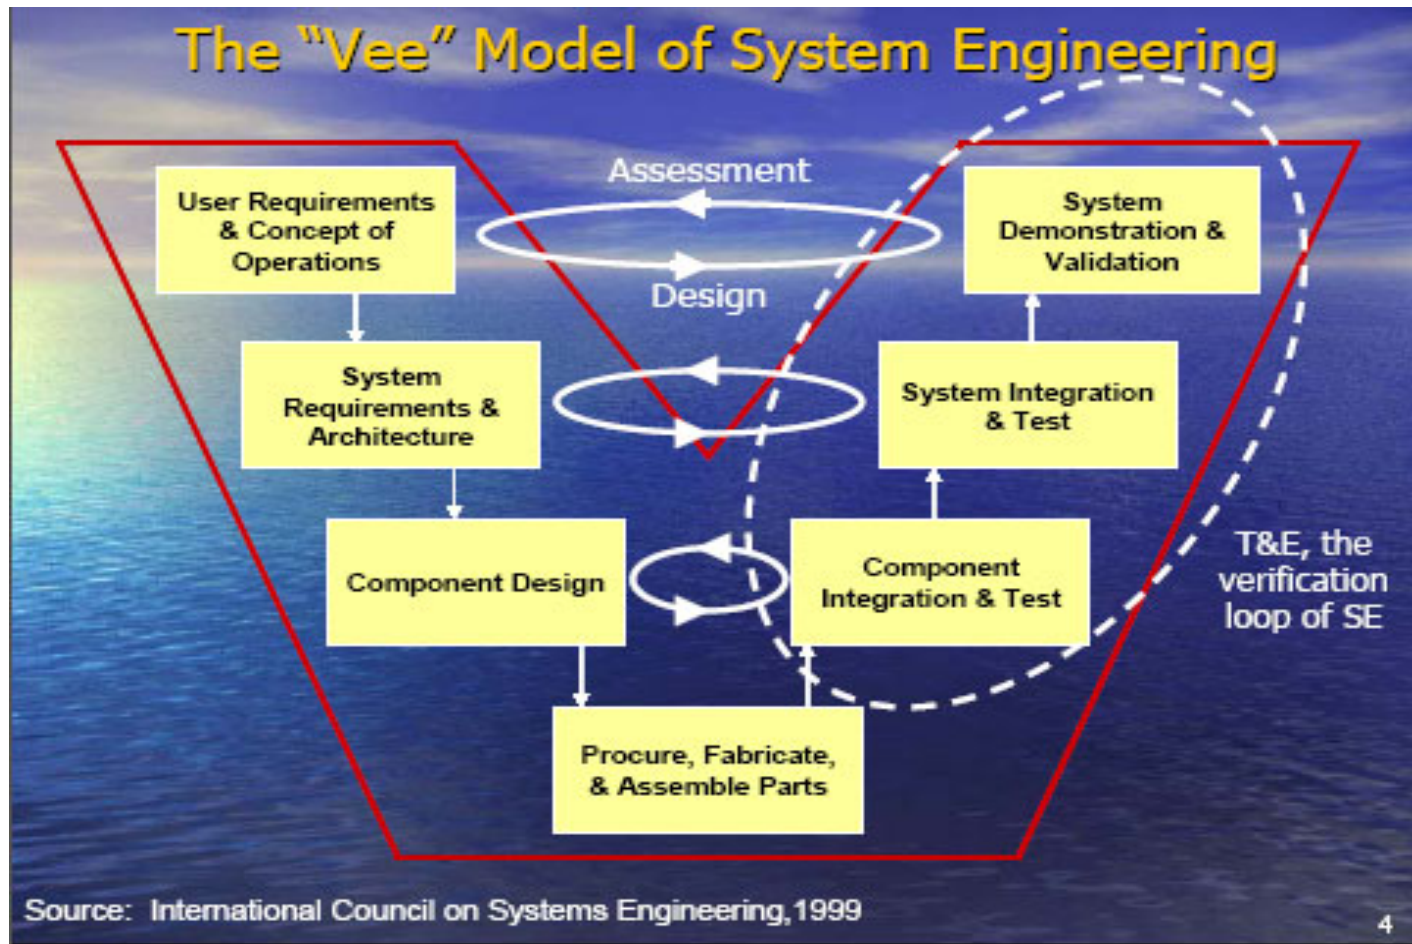 The “Vee” Model of System Engineering
Assessment
Design
User Requirements
& Concept of
Operations
System
Demonstration &
Validation
System
Requirements &
Architecture
System Integration
& Test
Component Design
Component
Integration & Test
T&E, the
verification
loop of SE
Procure, Fabricate,
& Assemble Parts
Source: International Council on Systems Engineering,1999
4